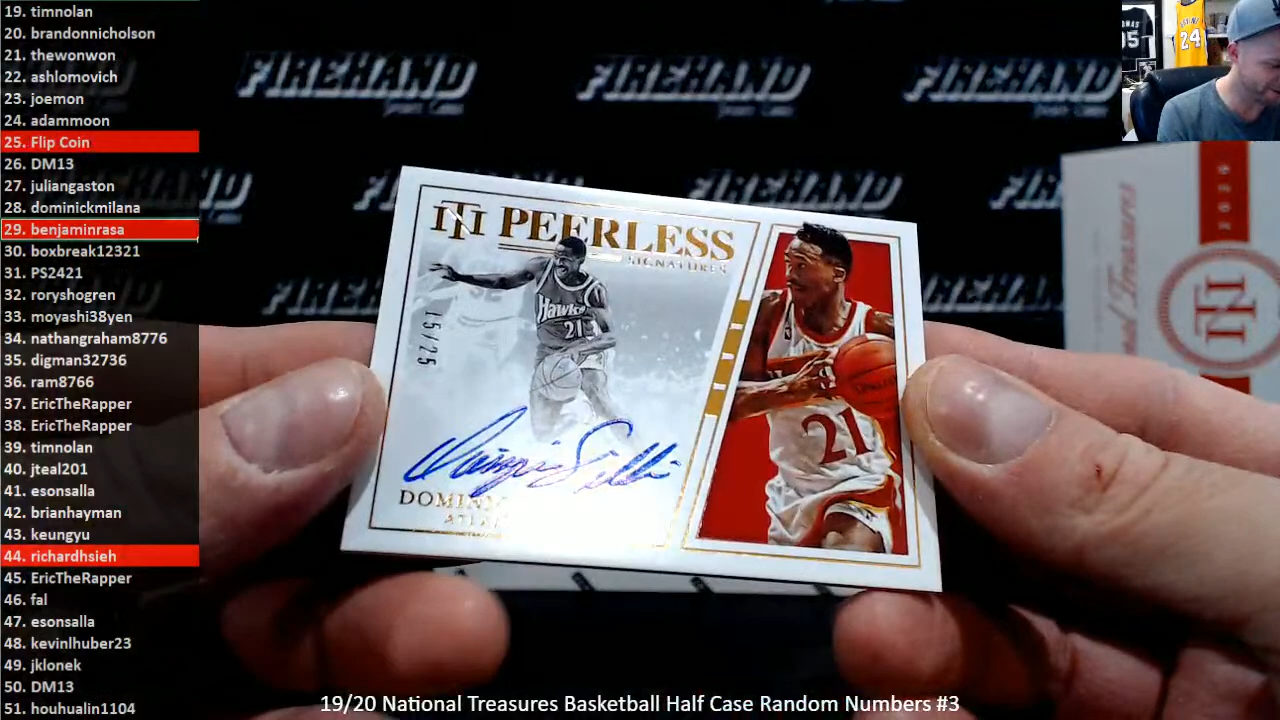 19. timnolan
20. brandonnicholson
21. thewonwon
22. ashlomovich
23. joemon
24. adammoon
25. Flip Coin
26. DM13
27. juliangaston
28. dominickmilana
29. benjaminrasa
30. boxbreak12321
31. PS2421
32. roryshogren
33. moyashi38yen
34. nathangraham8776
35. digman32736
36. ram8766
37. EricTheRapper
38. EricTheRapper
39. timnolan
40. jteal201
41. esonsalla
42. brianhayman
43. keungyu
44. richardhsieh
45. EricTheRapper
46. fal
47. esonsalla
48. kevinlhuber23
49. jklonek
50. DM13
51. houhualin1104
FIREHAND
FIREHAND
FIREHAND
24
PEERLESS
SIGNATURES
Hawks
21
15/25
21
19/20 National Treasures Basketball Half Case Random Numbers #3